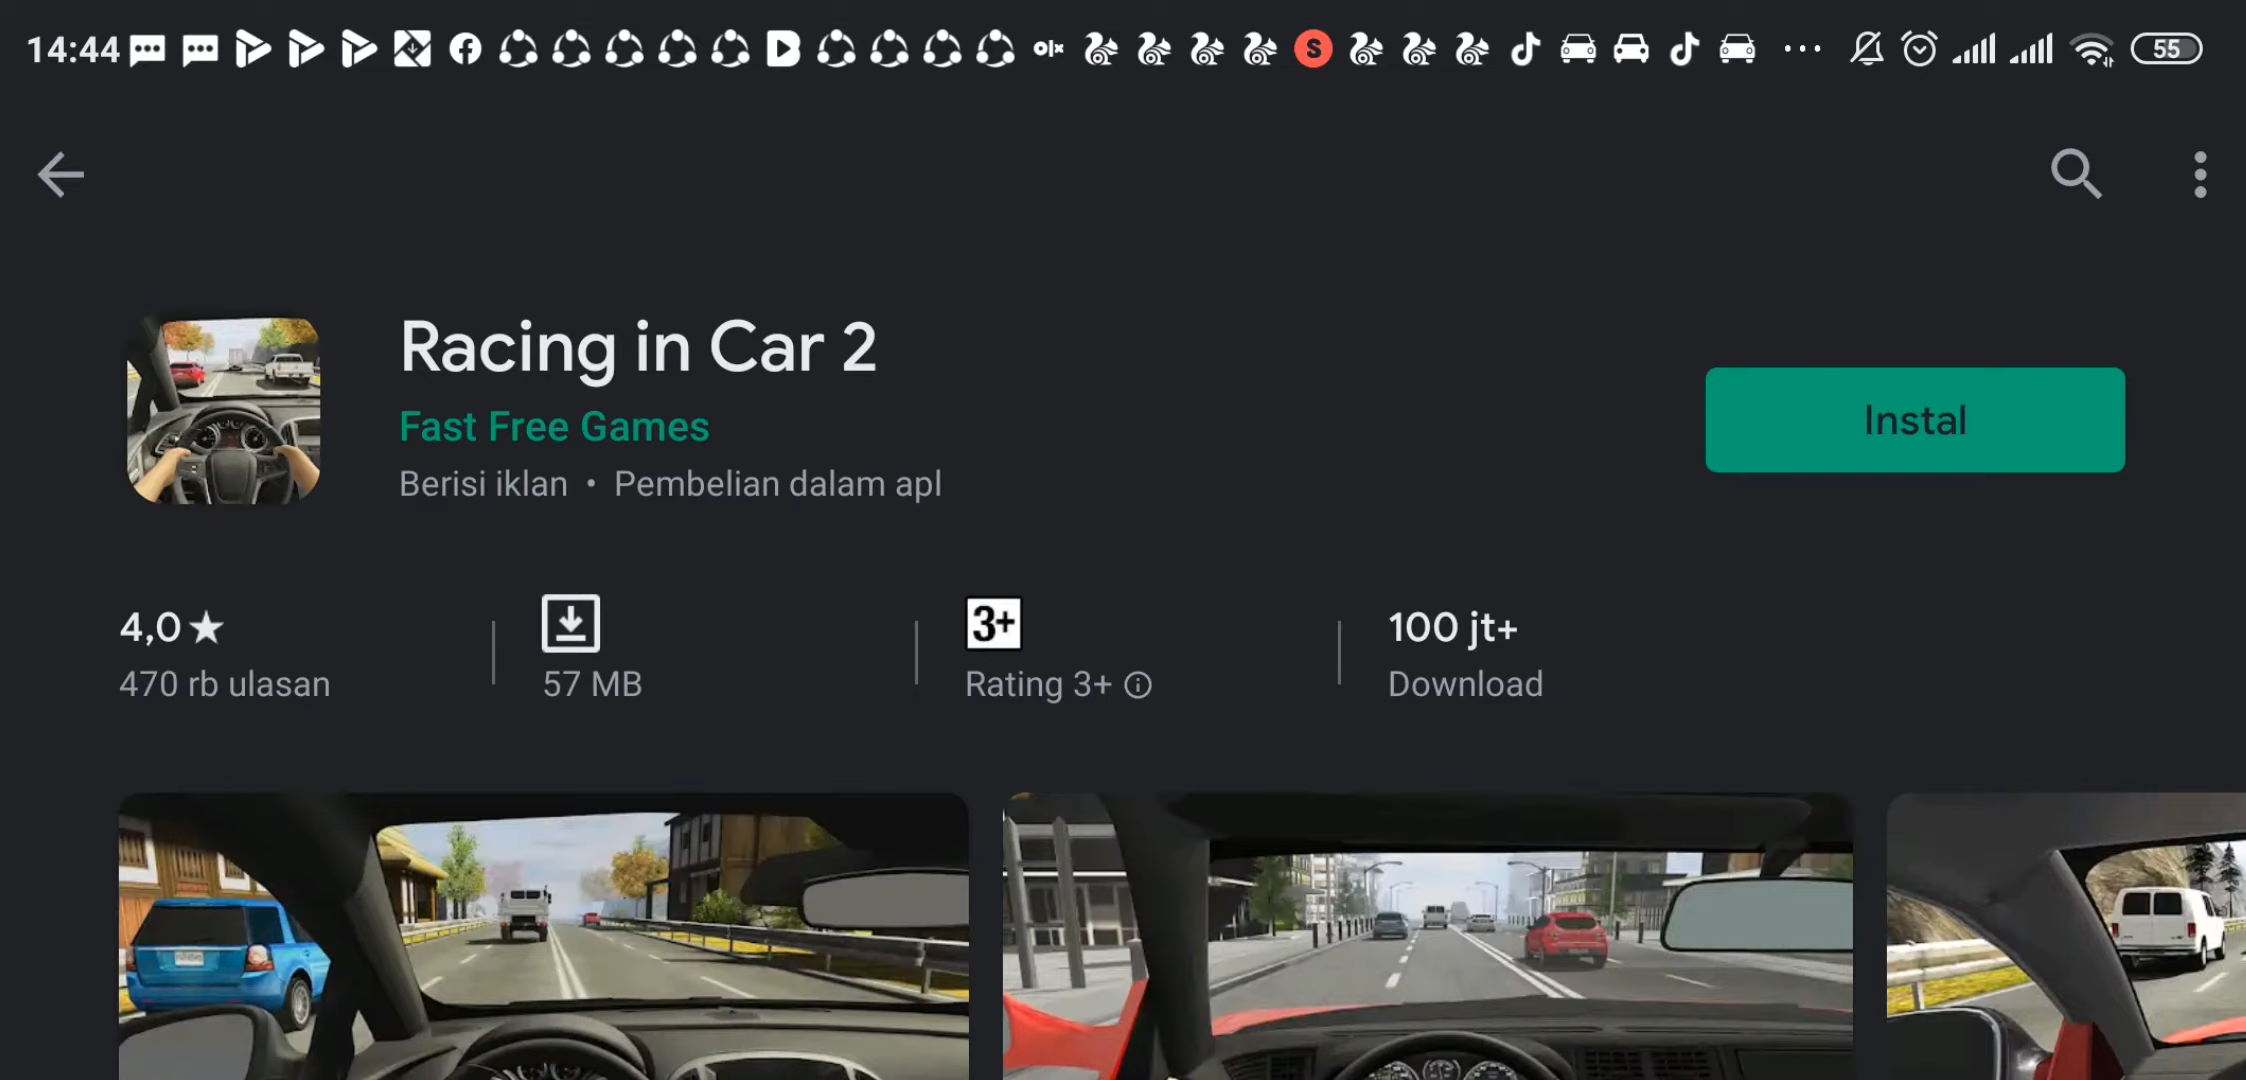 14:44 olx S 55
Racing in Car 2
Fast Free Games
Berisi iklan • Pembelian dalam apl
Instal
4,0★
3+
100 jt+
470 rb ulasan
57 MB
Rating 3+
Download